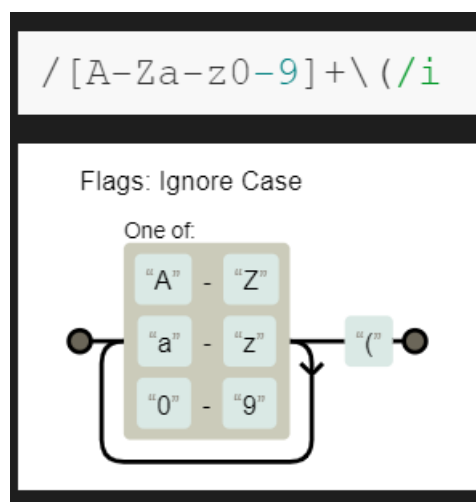 /[A-Za-z0-9]+\(/i
Flags: Ignore Case
One of:
“A” - “Z”
“a” - “z”
“0” - “9”
“(”